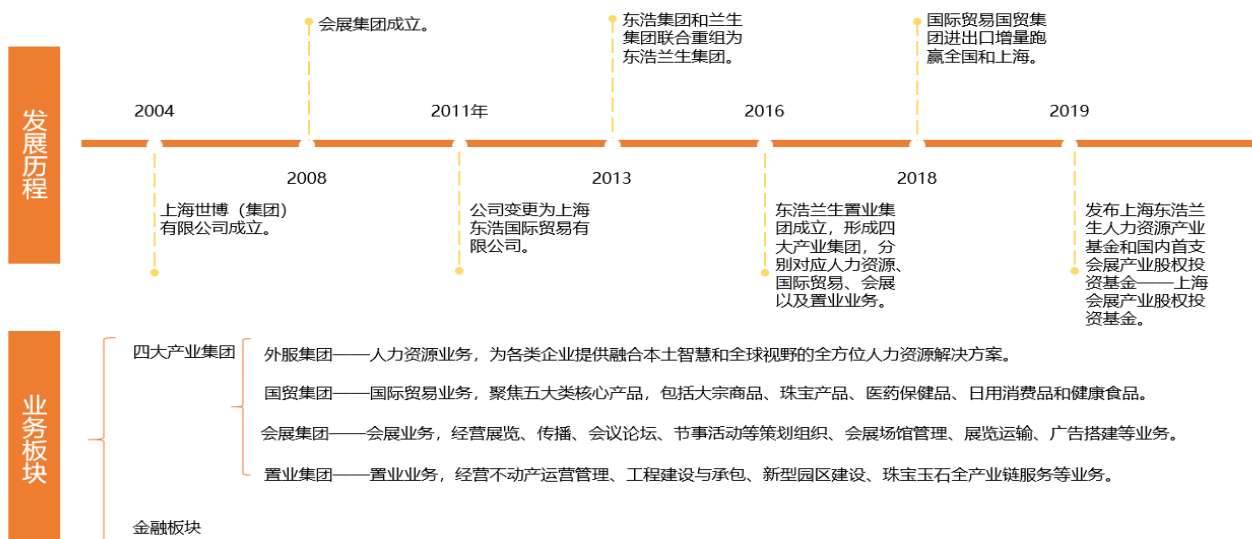 发展历程
会展集团成立。
东浩集团和兰生
集团联合重组为
东浩兰生集团。
国际贸易国贸集
团进出口增量跑
赢全国和上海。
2004
2011年
2016
2019
2008
2013
2018
上海世博（集团）
有限公司成立。
公司变更为上海
东浩国际贸易有
限公司。
东浩兰生置业集
团成立，形成四
大产业集团，分
别对应人力资源、
国际贸易、会展
以及置业业务。
发布上海东浩兰
生人力资源产业
基金和国内首支
会展产业股权投
资基金——上海
会展产业股权投
资基金。
业务板块
四大产业集团
外服集团——人力资源业务，为各类企业提供融合本土智慧和全球视野的全方位人力资源解决方案。
国贸集团——国际贸易业务，聚焦五大类核心产品，包括大宗商品、珠宝产品、医药保健品、日用消费品和健康食品。
会展集团——会展业务，经营展览、传播、会议论坛、节事活动等策划组织、会展场馆管理、展览运输、广告搭建等业务。
置业集团——置业业务，经营不动产运营管理、工程建设与承包、新型园区建设、珠宝玉石全产业链服务等业务。
金融板块